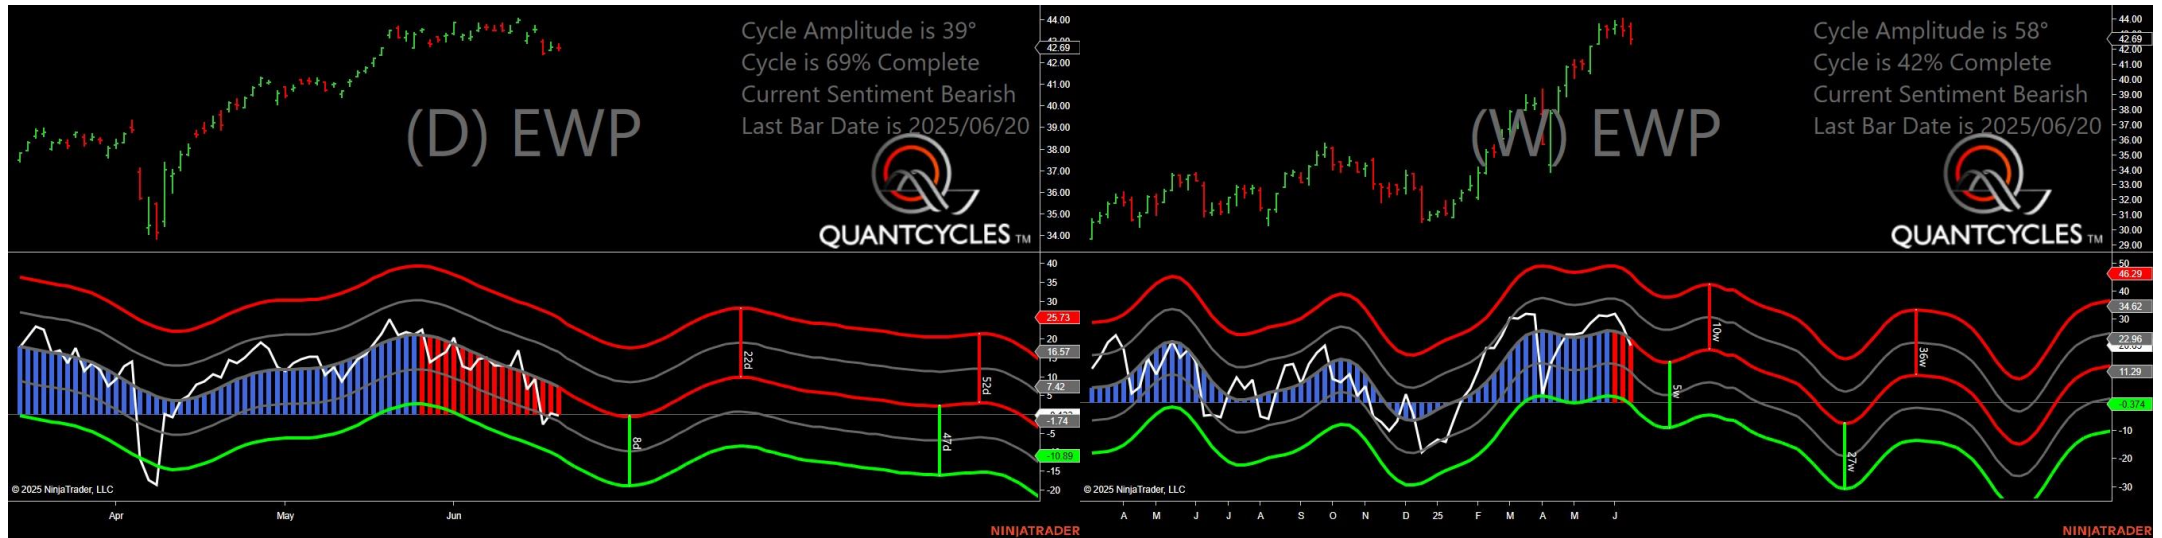 Cycle Amplitude is 39°
Cycle is 69% Complete
Current Sentiment Bearish
Last Bar Date is 2025/06/20
(D) EWP
QUANTCYCLES TM
44.00
42.69
42.00
41.00
40.00
39.00
38.00
37.00
36.00
35.00
34.00
40
35
30
25.73
20
16.57
10
7.42
5
-1.74
-5
-10.89
-15
-20
8d
22d
47d
52d
© 2025 NinjaTrader, LLC
Apr
May
Jun
NINJATRADER
Cycle Amplitude is 58°
Cycle is 42% Complete
Current Sentiment Bearish
Last Bar Date is 2025/06/20
(W) EWP
QUANTCYCLES TM
44.00
42.69
42.00
41.00
40.00
39.00
38.00
37.00
36.00
35.00
34.00
33.00
32.00
31.00
30.00
29.00
50
46.29
40
34.62
30
22.96
11.29
-0.374
-10
-20
-30
5w
10w
27w
36w
© 2025 NinjaTrader, LLC
A M J J A S O N D 25 F M A M J
NINJATRADER